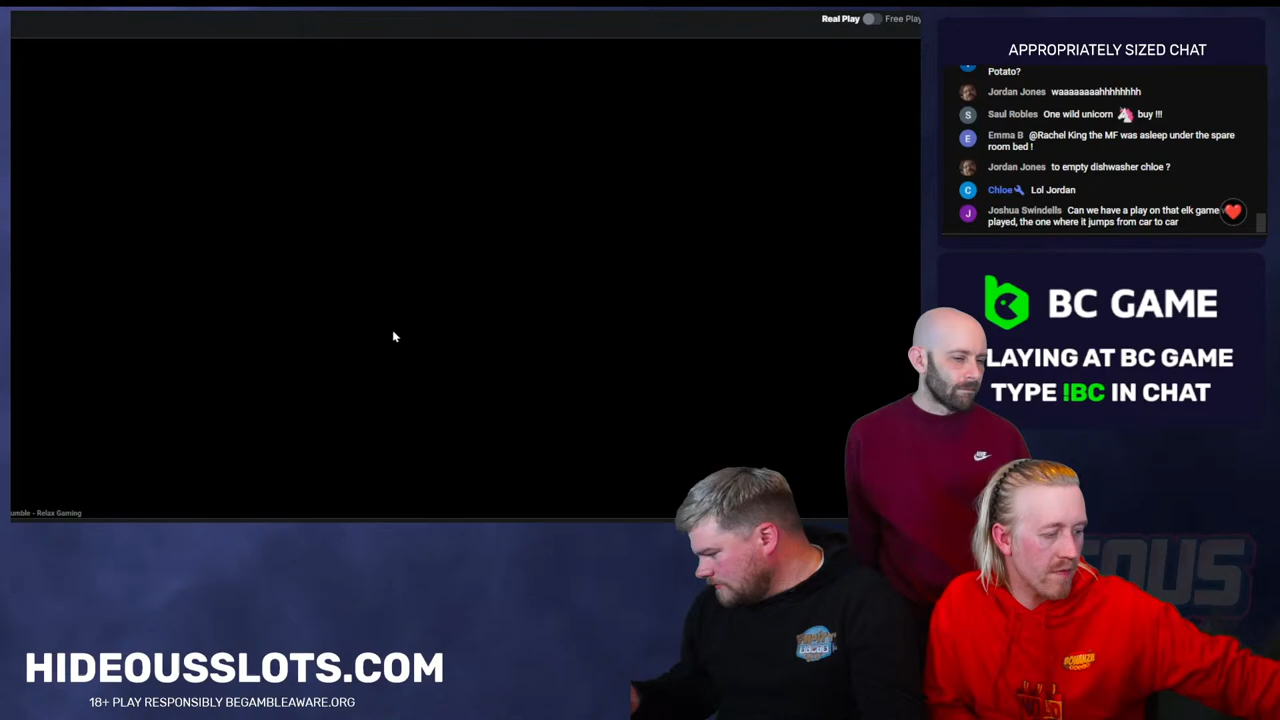 Real Play Free Play
APPROPRIATELY SIZED CHAT
Potato?
Jordan Jones waaaaaaaahhhhhhhh
S Saul Robles One wild unicorn 🦄 buy !!!
E Emma B @Rachel King the MF was asleep under the spare
room bed !
Jordan Jones to empty dishwasher chloe ?
C Chloe Lol Jordan
J Joshua Swindells Can we have a play on that elk game
played, the one where it jumps from car to car
BC GAME
LAYING AT BC GAME
TYPE !BC IN CHAT
umble - Relax Gaming
HIDEOUSSLOTS.COM
18+ PLAY RESPONSIBLY BEGAMBLEAWARE.ORG
BONANZA